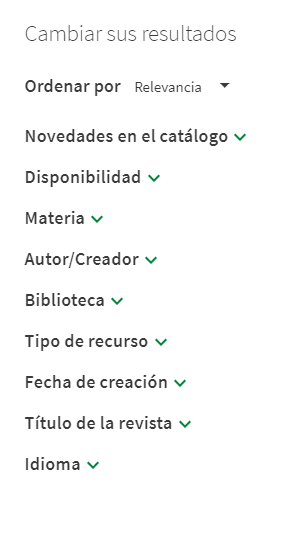 Cambiar sus resultados
Ordenar por Relevancia
Novedades en el catálogo
Disponibilidad
Materia
Autor/Creador
Biblioteca
Tipo de recurso
Fecha de creación
Título de la revista
Idioma